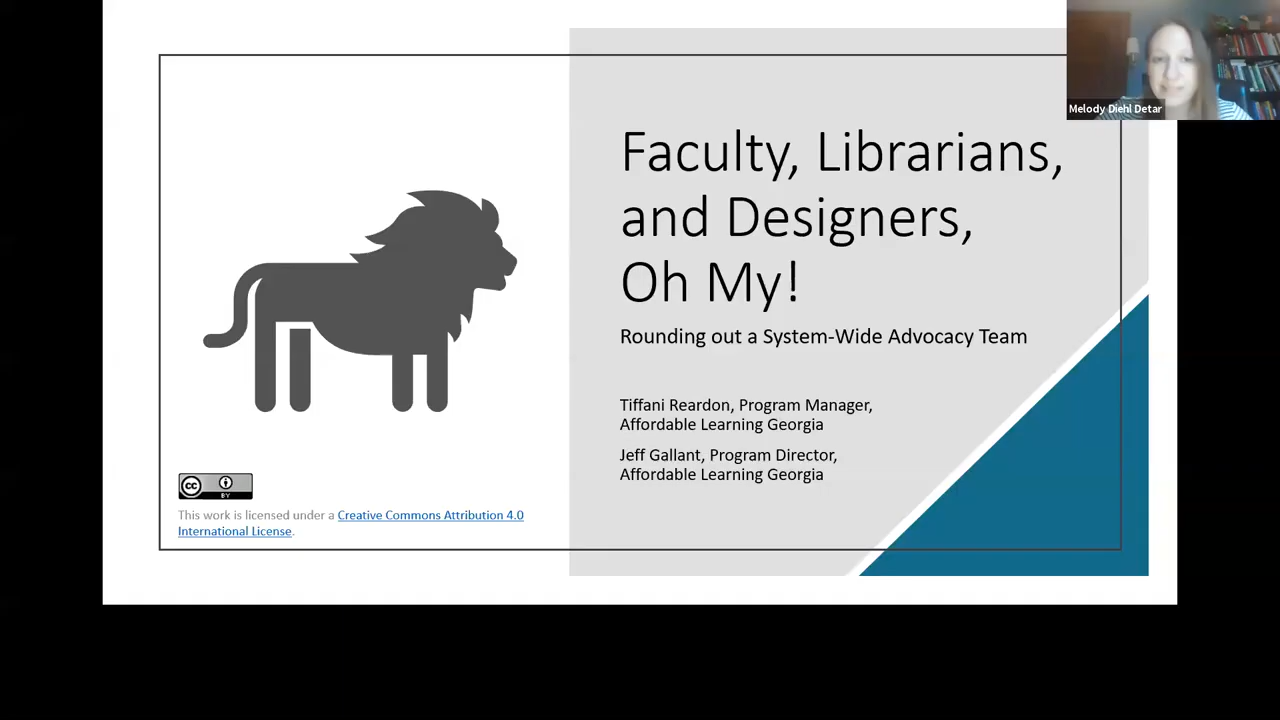 Melody Diehl Detar
Faculty, Librarians,
and Designers,
Oh My!
Rounding out a System-Wide Advocacy Team
Tiffani Reardon, Program Manager,
Affordable Learning Georgia
Jeff Gallant, Program Director,
Affordable Learning Georgia
CC BY
This work is licensed under a Creative Commons Attribution 4.0
International License.